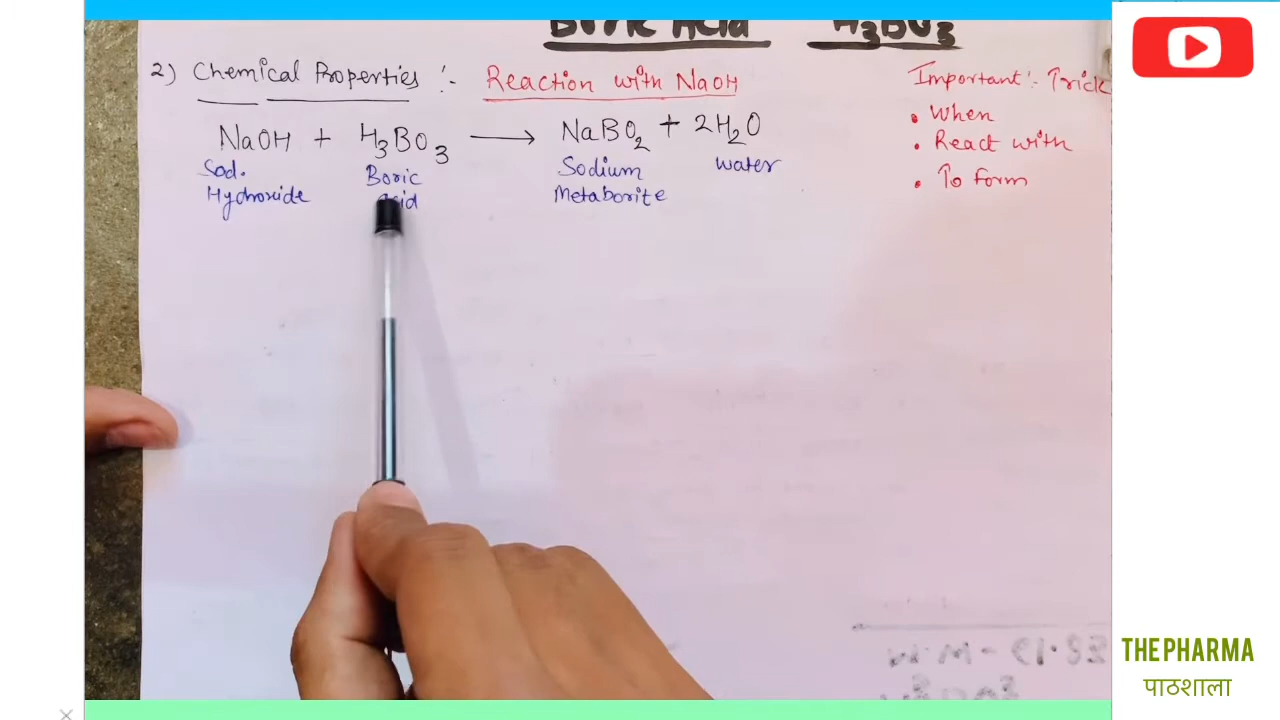 Boric Acid H3BO3
2) Chemical Properties :- Reaction with NaOH
NaOH + H3BO3 → NaBO2 + 2H2O
Sod. Hydroxide
Boric
Sodium Metaborite
water
Important :- Trick
• When
• React with
• To form
THE PHARMA
पाठशाला